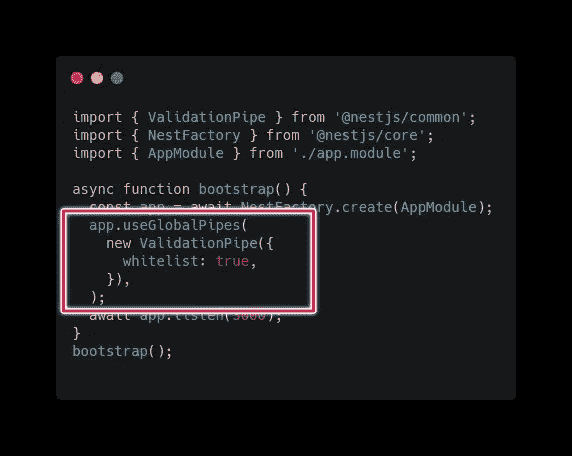 import { ValidationPipe } from '@nestjs/common';
import { NestFactory } from '@nestjs/core';
import { AppModule } from './app.module';
async function bootstrap() {
const app = await NestFactory.create(AppModule);
app.useGlobalPipes(
new ValidationPipe({
whitelist: true,
}),
);
await app.listen(3000);
}
bootstrap();